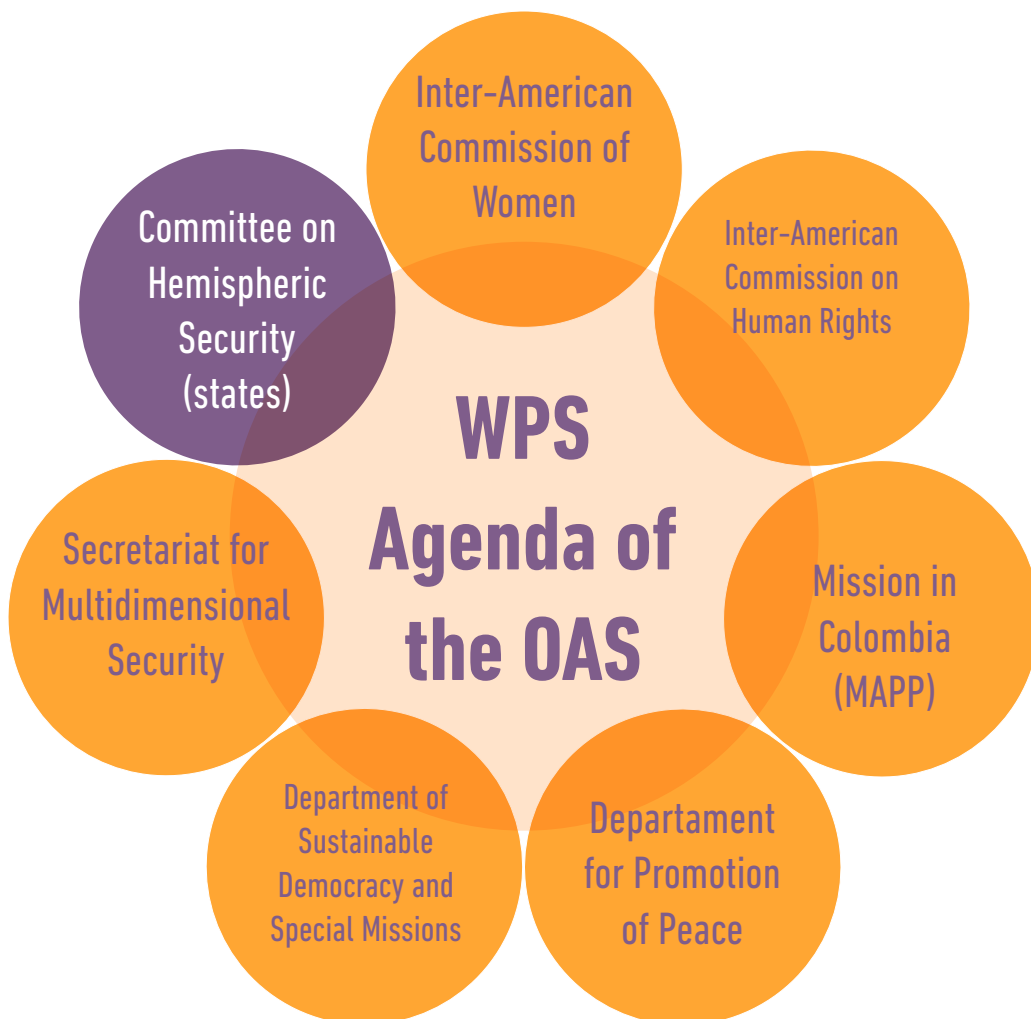 Inter-American
Commission of
Women
Inter-American
Commission on
Human Rights
Mission in
Colombia
(MAPP)
Departament
for Promotion
of Peace
Department of
Sustainable
Democracy and
Special Missions
Secretariat for
Multidimensional
Security
Committee on
Hemispheric
Security
(states)
WPS
Agenda of
the OAS